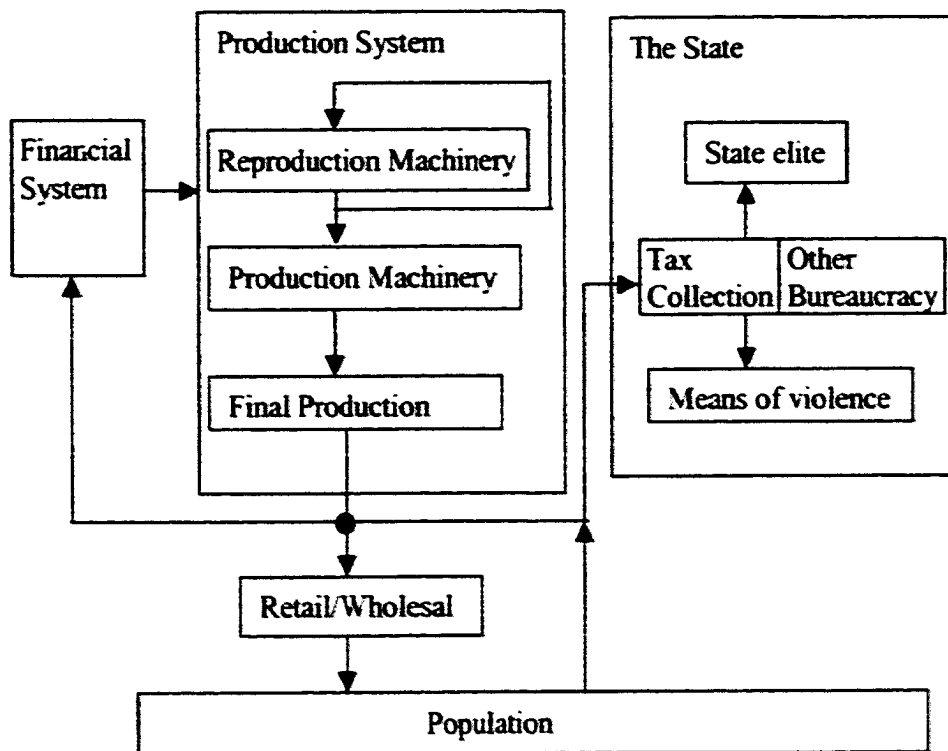 Production System
The State
Financial
System
Reproduction Machinery
State elite
Production Machinery
Tax
Collection
Other
Bureaucracy
Final Production
Means of violence
Retail/Wholesal
Population